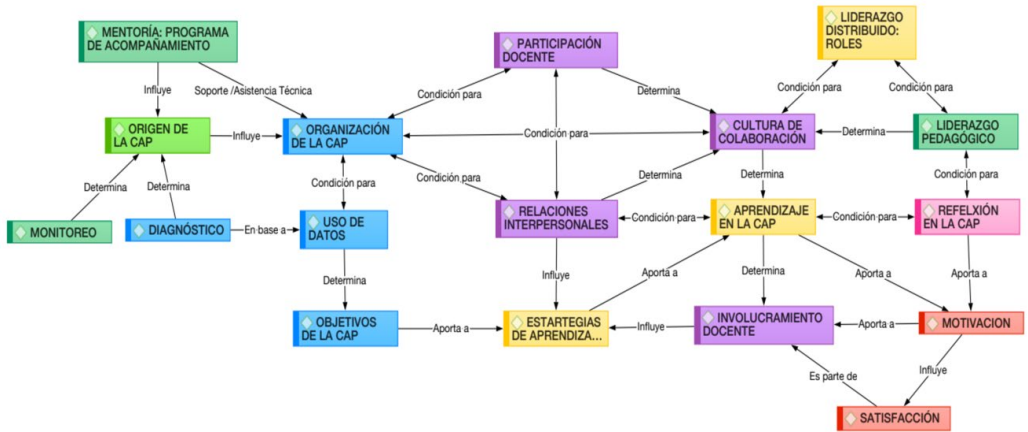 MENTORÍA: PROGRAMA
DE ACOMPAÑAMIENTO
LIDERAZGO
DISTRIBUIDO:
ROLES
PARTICIPACIÓN
DOCENTE
Influye
Soporte /Asistencia Técnica
Condición para
Determina
Condición para
Condición para
ORIGEN DE
LA CAP
Influye
ORGANIZACIÓN
DE LA CAP
Condición para
CULTURA DE
COLABORACIÓN
Determina
LIDERAZGO
PEDAGÓGICO
Determina
Determina
Condición para
Condición para
Determina
Determina
Condición para
MONITOREO
DIAGNÓSTICO
En base a
USO DE
DATOS
RELACIONES
INTERPERSONALES
Condición para
APRENDIZAJE
EN LA CAP
Condición para
REFELXIÓN
EN LA CAP
Determina
Influye
Aporta a
Determina
Aporta a
Aporta a
OBJETIVOS
DE LA CAP
Aporta a
ESTARTEGIAS
DE APRENDIZA...
Influye
INVOLUCRAMIENTO
DOCENTE
Aporta a
MOTIVACION
Es parte de
Influye
SATISFACCIÓN